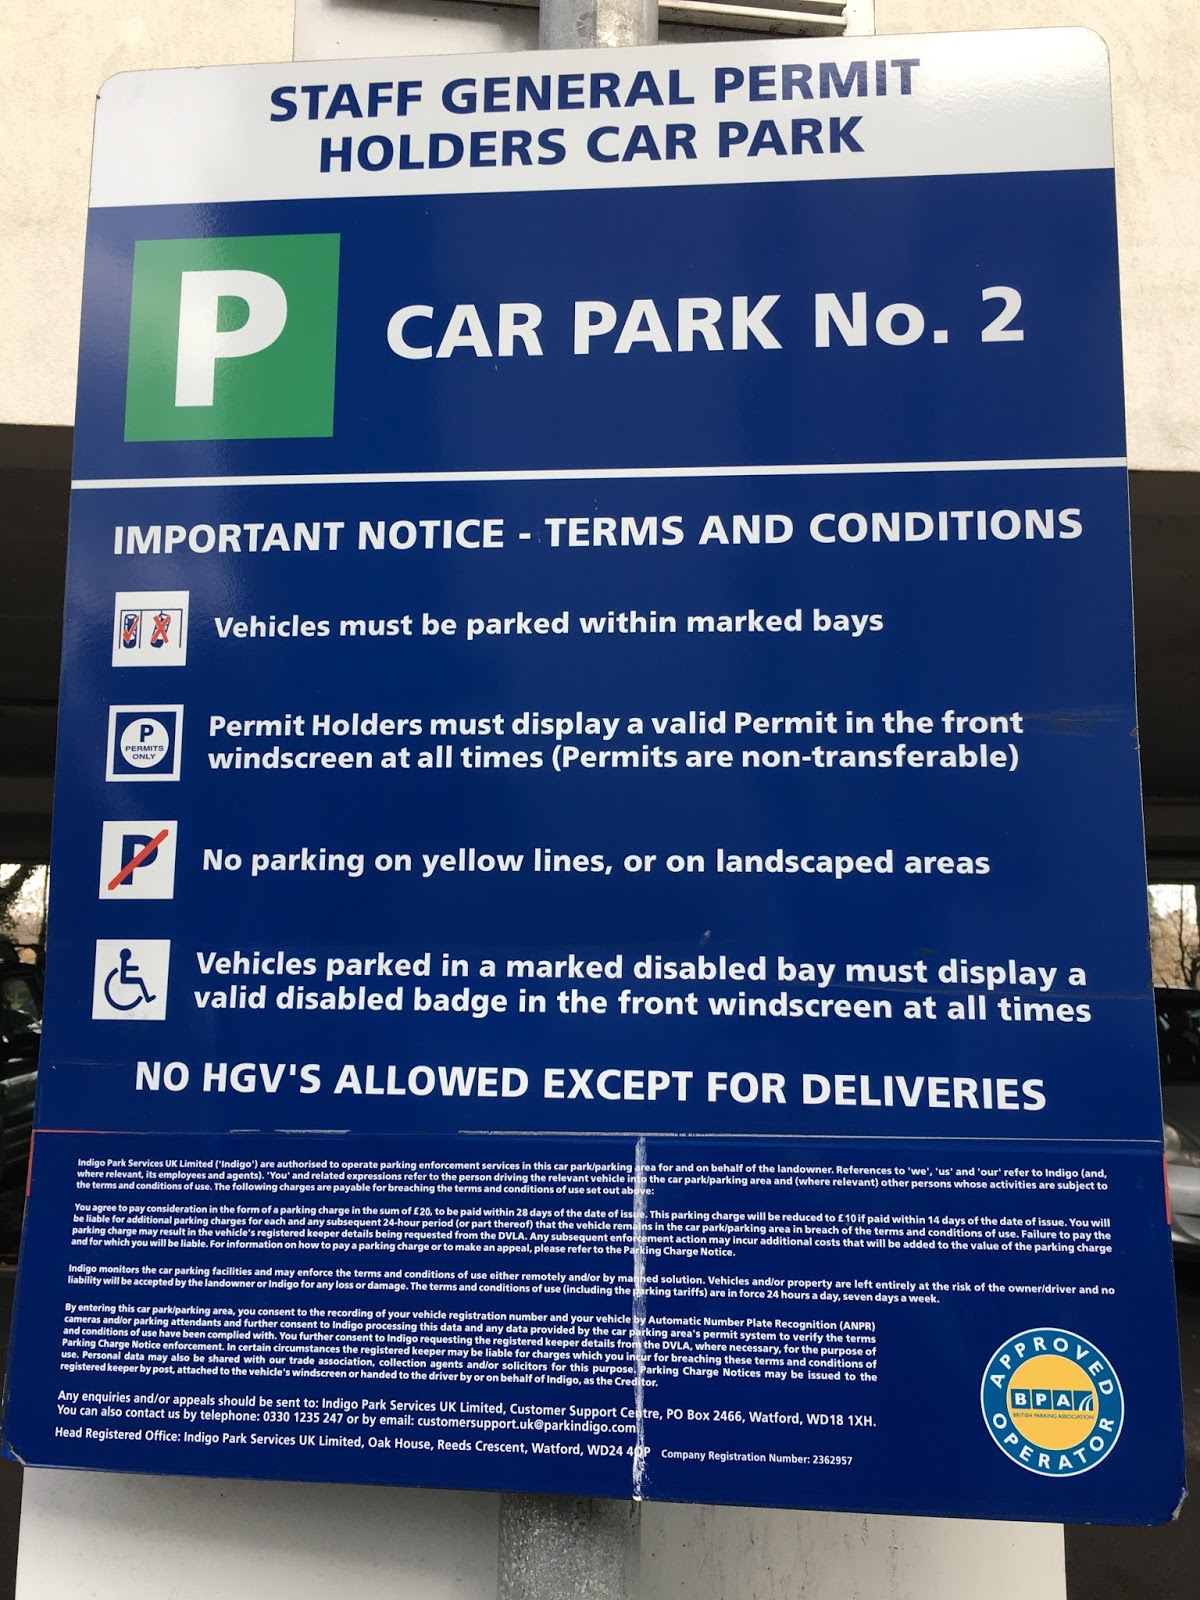 STAFF GENERAL PERMIT
HOLDERS CAR PARK
P
CAR PARK No. 2
IMPORTANT NOTICE - TERMS AND CONDITIONS
Vehicles must be parked within marked bays
P
PERMITS
ONLY
Permit Holders must display a valid Permit in the front
windscreen at all times (Permits are non-transferable)
P
No parking on yellow lines, or on landscaped areas
Vehicles parked in a marked disabled bay must display a
valid disabled badge in the front windscreen at all times
NO HGV'S ALLOWED EXCEPT FOR DELIVERIES
Indigo Park Services UK Limited ('Indigo') are authorised to operate parking enforcement services in this car park/parking area for and on behalf of the landowner. References to 'we', 'us' and 'our' refer to Indigo (and,
where relevant, its employees and agents). 'You' and related expressions refer to the person driving the relevant vehicle into the car park/parking area and (where relevant) other persons whose activities are subject to
the terms and conditions of use. The following charges are payable for breaching the terms and conditions of use set out above:
You agree to pay consideration in the form of a parking charge in the sum of £20, to be paid within 28 days of the date of issue. This parking charge will be reduced to £10 if paid within 14 days of the date of issue. You will
be liable for additional parking charges for each and any subsequent 24-hour period (or part thereof) that the vehicle remains in the car park/parking area in breach of the terms and conditions of use. Failure to pay the
parking charge may result in the vehicle's registered keeper details being requested from the DVLA. Any subsequent enforcement action may incur additional costs that will be added to the value of the parking charge
and for which you will be liable. For information on how to pay a parking charge or to make an appeal, please refer to the Parking Charge Notice.
Indigo monitors the car parking facilities and may enforce the terms and conditions of use either remotely and/or by manned solution. Vehicles and/or property are left entirely at the risk of the owner/driver and no
liability will be accepted by the landowner or Indigo for any loss or damage. The terms and conditions of use (including the parking tariffs) are in force 24 hours a day, seven days a week.
By entering this car park/parking area, you consent to the recording of your vehicle registration number and your vehicle by Automatic Number Plate Recognition (ANPR)
cameras and/or parking attendants and further consent to Indigo processing this data and any data provided by the car parking area's permit system to verify the terms
and conditions of use have been complied with. You further consent to Indigo requesting the registered keeper details from the DVLA, where necessary, for the purpose of
Parking Charge Notice enforcement. In certain circumstances the registered keeper may be liable for charges which you incur for breaching these terms and conditions of
use. Personal data may also be shared with our trade association, collection agents and/or solicitors for this purpose. Parking Charge Notices may be issued to the
registered keeper by post, attached to the vehicle's windscreen or handed to the driver by or on behalf of Indigo, as the Creditor.
Any enquiries and/or appeals should be sent to: Indigo Park Services UK Limited, Customer Support Centre, PO Box 2466, Watford, WD18 1XH.
You can also contact us by telephone: 0330 1235 247 or by email: customersupport.uk@parkindigo.com
Head Registered Office: Indigo Park Services UK Limited, Oak House, Reeds Crescent, Watford, WD24 4QP Company Registration Number: 2362957
APPROVED
BPA
BRITISH PARKING ASSOCIATION
OPERATOR